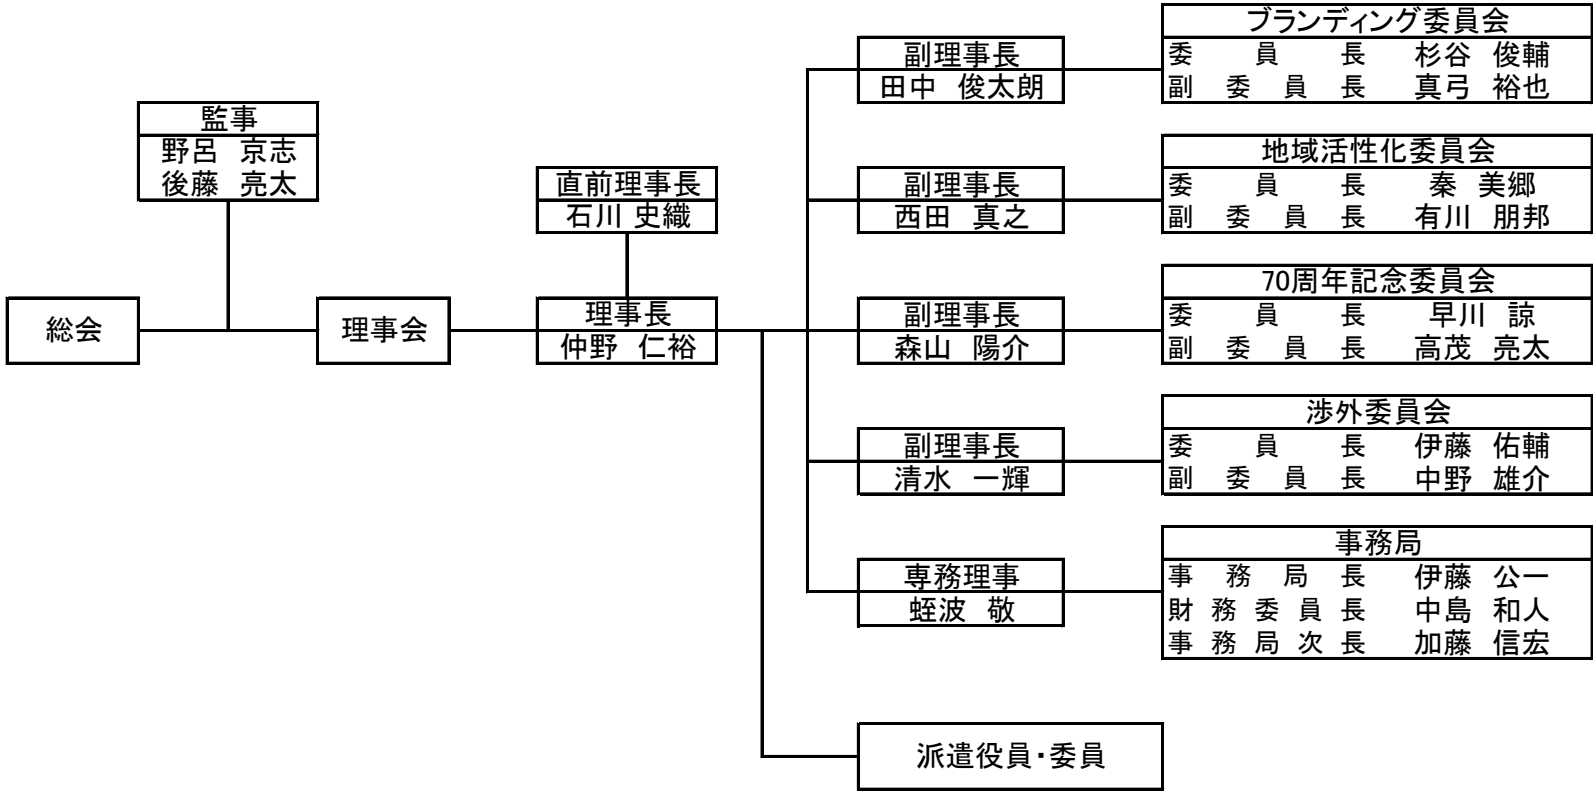 総会
監事
野呂 京志
後藤 亮太
理事会
直前理事長
石川 史織
理事長
仲野 仁裕
副理事長
田中 俊太朗
ブランディング委員会
委員長 杉谷 俊輔
副委員長 真弓 裕也
副理事長
西田 真之
地域活性化委員会
委員長 秦 美郷
副委員長 有川 朋邦
副理事長
森山 陽介
70周年記念委員会
委員長 早川 諒
副委員長 高茂 亮太
副理事長
清水 一輝
渉外委員会
委員長 伊藤 佑輔
副委員長 中野 雄介
専務理事
蛭波 敬
事務局
事務局長 伊藤 公一
財務委員長 中島 和人
事務局次長 加藤 信宏
派遣役員・委員